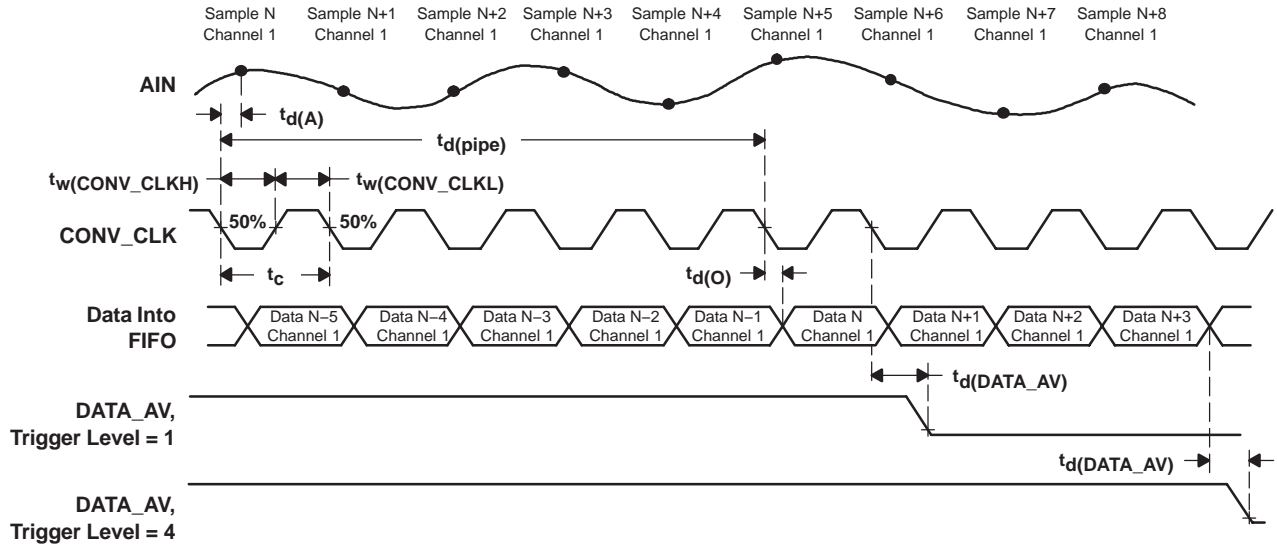 Sample N Channel 1
Sample N+1 Channel 1
Sample N+2 Channel 1
Sample N+3 Channel 1
Sample N+4 Channel 1
Sample N+5 Channel 1
Sample N+6 Channel 1
Sample N+7 Channel 1
Sample N+8 Channel 1
AIN
td(A)
td(pipe)
tw(CONV_CLKH)
tw(CONV_CLKL)
50%
50%
CONV_CLK
tc
td(O)
Data Into
FIFO
Data N–5 Channel 1
Data N–4 Channel 1
Data N–3 Channel 1
Data N–2 Channel 1
Data N–1 Channel 1
Data N Channel 1
Data N+1 Channel 1
Data N+2 Channel 1
Data N+3 Channel 1
td(DATA_AV)
DATA_AV,
Trigger Level = 1
td(DATA_AV)
DATA_AV,
Trigger Level = 4